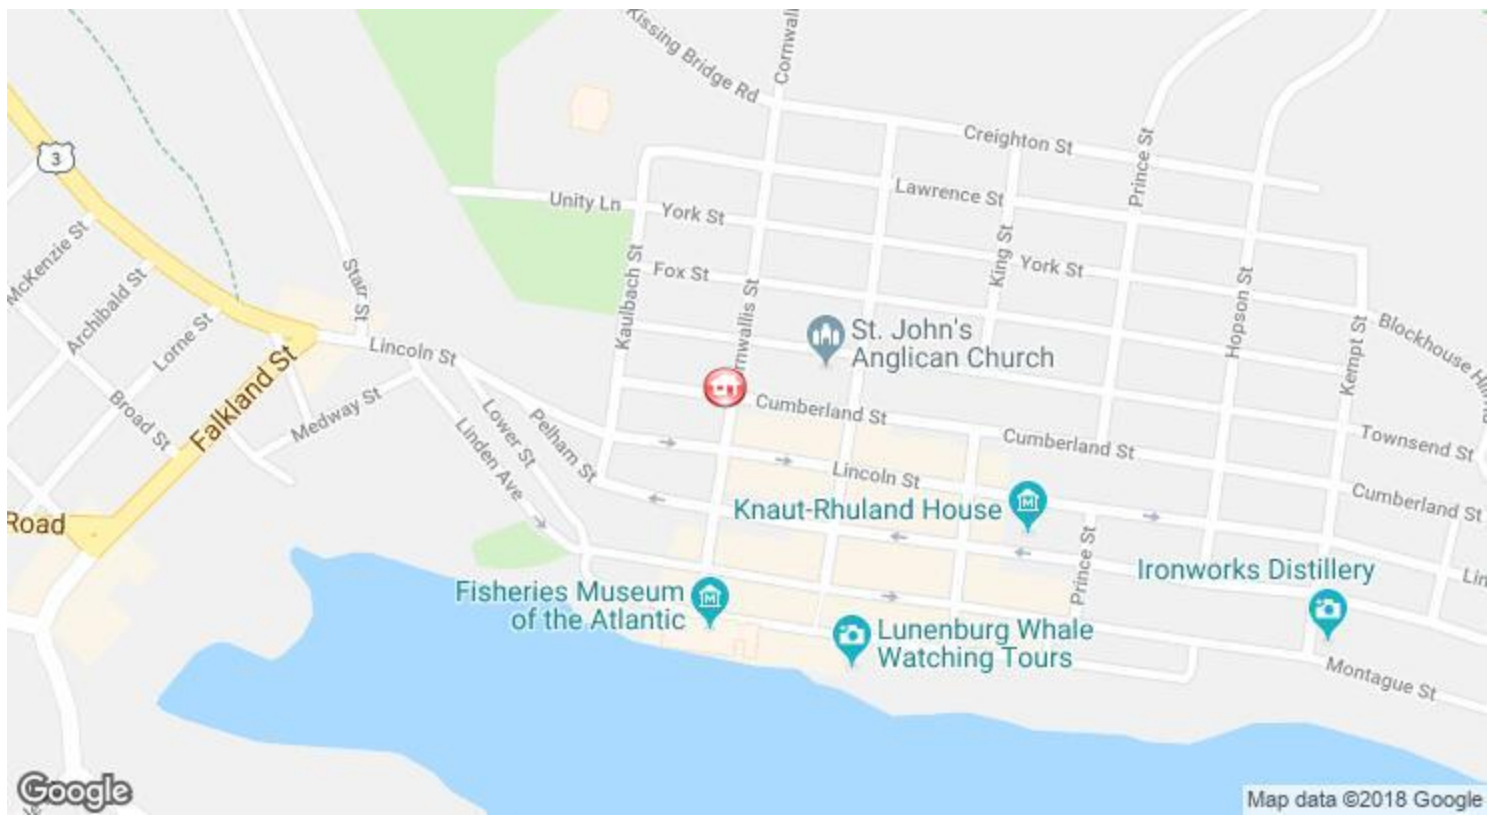 Kissing Bridge Rd
Cornwalli
Creighton St
3
Prince St
Lawrence St
Unity Ln
York St
McKenzie St
Starr St
Kaulbach St
Fox St
King St
York St
Archibald St
Cornwallis St
Hopson St
Blockhouse Hill Rd
Lorne St
St. John's
Anglican Church
Kempt St
Lincoln St
Falkland St
Broad St
Medway St
Cumberland St
Cumberland St
Townsend St
Lower St
Pelham St
Linden Ave
Lincoln St
Cumberland St
Knaut-Rhuland House
Road
Prince St
Ironworks Distillery
Lin
Fisheries Museum
of the Atlantic
Lunenburg Whale
Watching Tours
Montague St
Google
Map data ©2018 Google